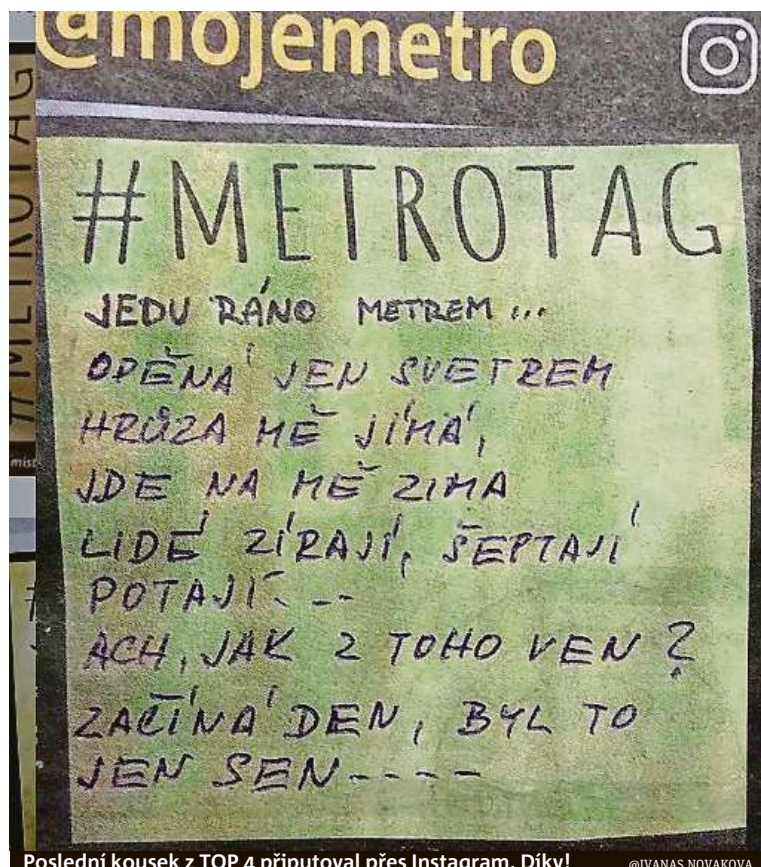 @mojemetro
#METROTAG
JEDU RÁNO METREM...
OPĚNÁ JEN SVETREM
HRŮZA MĚ JÍMÁ,
JDE NA MĚ ZIMA
LIDÉ ZÍRAJÍ, ŠEPTAJÍ
POTAJÍ---
ACH, JAK Z TOHO VEN?
ZAČÍNÁ DEN, BYL TO
JEN SEN----
Poslední kousek z TOP 4 připutoval přes Instagram. Díky!
@IVANAS.NOVAKOVA